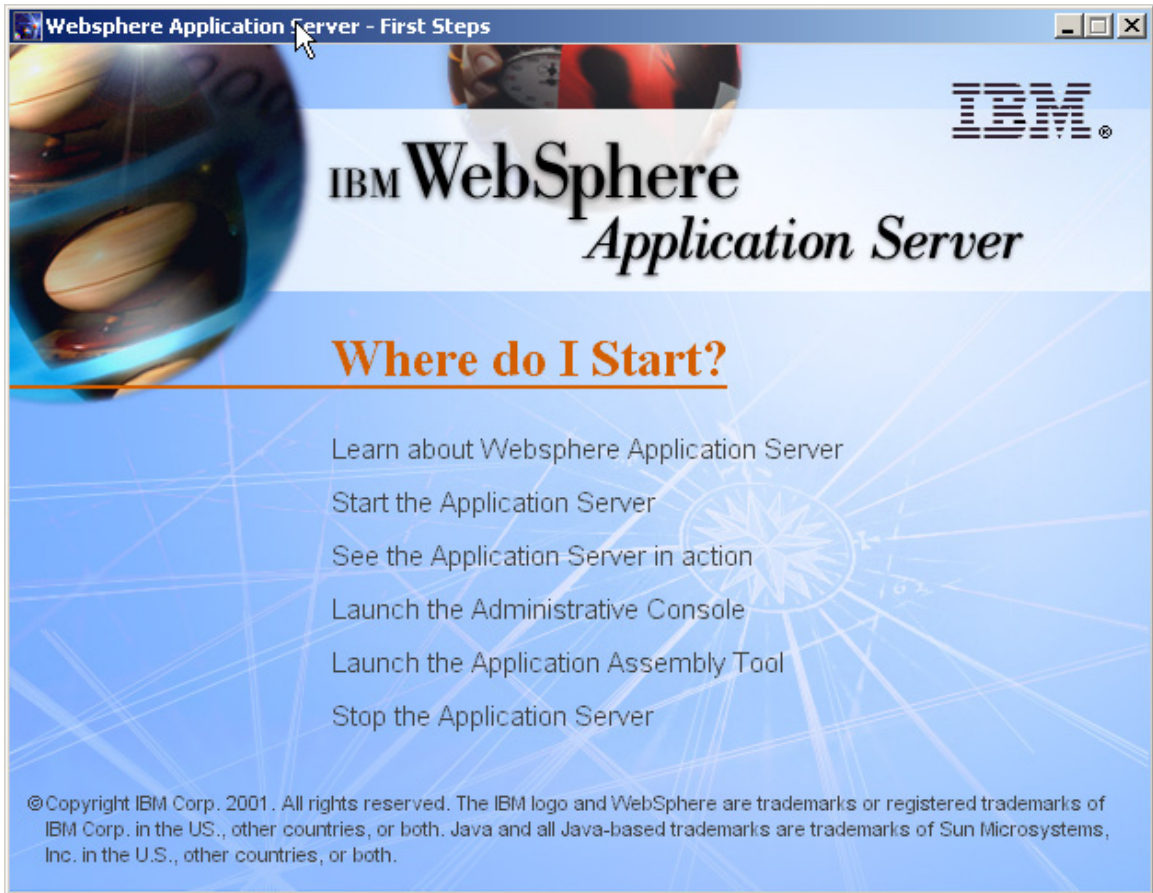 Websphere Application Server - First Steps
IBM®
IBM WebSphere
Application Server
Where do I Start?
Learn about Websphere Application Server
Start the Application Server
See the Application Server in action
Launch the Administrative Console
Launch the Application Assembly Tool
Stop the Application Server
©Copyright IBM Corp. 2001. All rights reserved. The IBM logo and WebSphere are trademarks or registered trademarks of
IBM Corp. in the US., other countries, or both. Java and all Java-based trademarks are trademarks of Sun Microsystems,
Inc. in the U.S., other countries, or both.